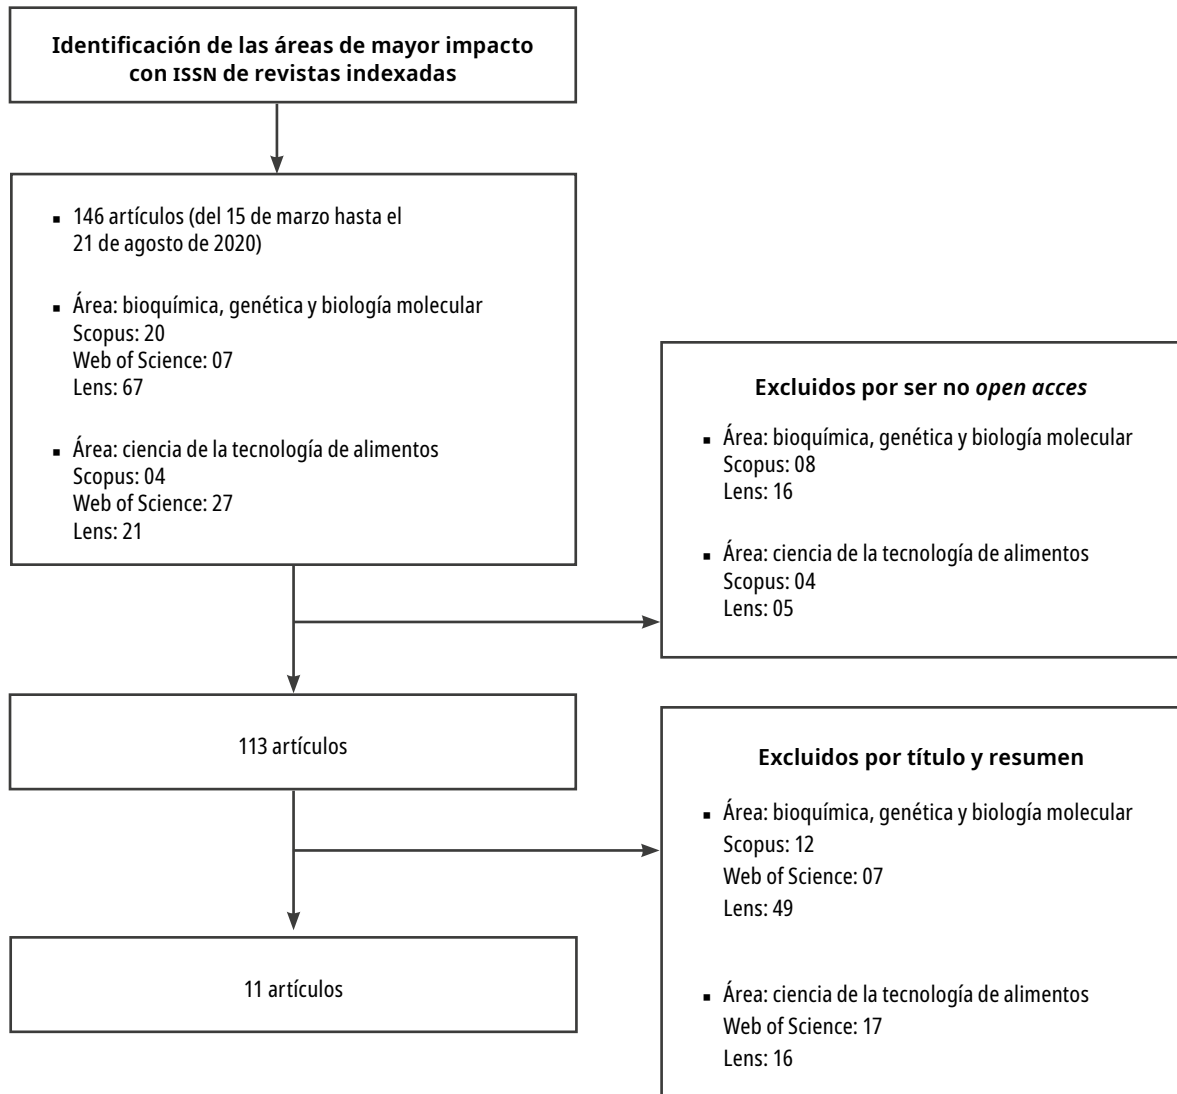 Identificación de las áreas de mayor impacto
con ISSN de revistas indexadas
▪ 146 artículos (del 15 de marzo hasta el
21 de agosto de 2020)
▪ Área: bioquímica, genética y biología molecular
Scopus: 20
Web of Science: 07
Lens: 67
▪ Área: ciencia de la tecnología de alimentos
Scopus: 04
Web of Science: 27
Lens: 21
Excluidos por ser no open acces
▪ Área: bioquímica, genética y biología molecular
Scopus: 08
Lens: 16
▪ Área: ciencia de la tecnología de alimentos
Scopus: 04
Lens: 05
113 artículos
Excluidos por título y resumen
▪ Área: bioquímica, genética y biología molecular
Scopus: 12
Web of Science: 07
Lens: 49
▪ Área: ciencia de la tecnología de alimentos
Web of Science: 17
Lens: 16
11 artículos